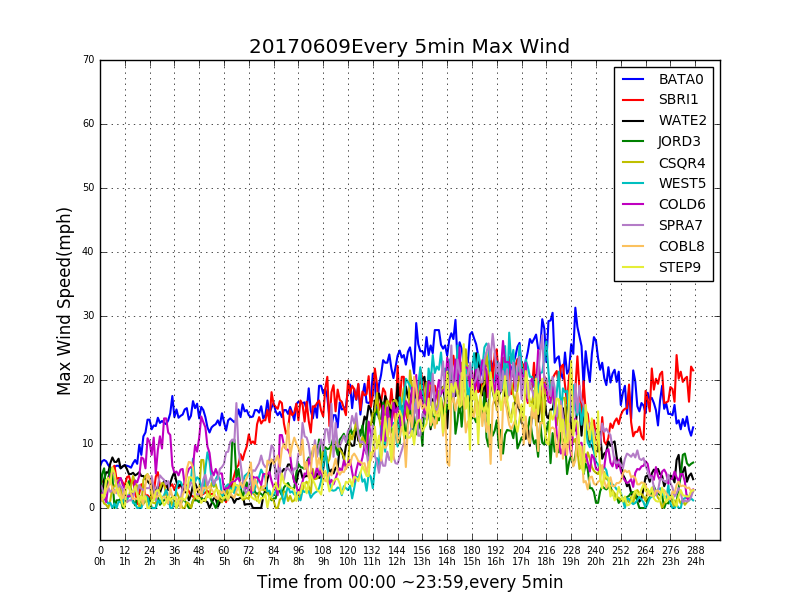 20170609Every 5min Max Wind
70
60
50
40
30
20
10
0
Max Wind Speed(mph)
BATA0
SBRI1
WATE2
JORD3
CSQR4
WEST5
COLD6
SPRA7
COBL8
STEP9
0 12 24 36 48 60 72 84 96 108 120 132 144 156 168 180 192 204 216 228 240 252 264 276 288
0h 1h 2h 3h 4h 5h 6h 7h 8h 9h 10h 11h 12h 13h 14h 15h 16h 17h 18h 19h 20h 21h 22h 23h 24h
Time from 00:00 ~23:59,every 5min